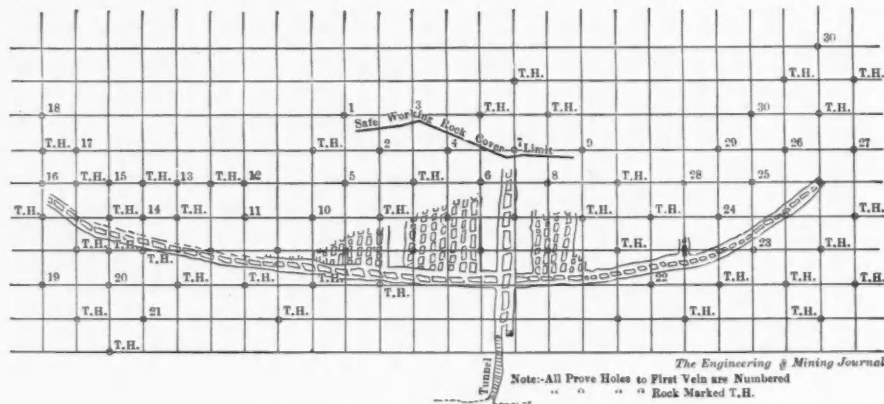 30
T.H. T.H. T.H.
18 1 3 T.H. T.H. 30 T.H.
Safe Working Rock Cover Limit
T.H. 17 T.H. 2 4 7 9 29 26 27
16 T.H. 15 T.H. 13 T.H. 12 5 T.H. 6 8 T.H. 28 25
T.H. T.H. 14 T.H. 11 10 T.H. T.H. T.H. 24 T.H. T.H.
T.H. T.H. T.H. T.H. 23 T.H.
19 20 T.H. T.H. T.H. T.H. 22 T.H. T.H. T.H.
T.H. 21 T.H. T.H. T.H. T.H. T.H.
T.H.
Tunnel
The Engineering & Mining Journal
Note:-All Prove Holes to First Vein are Numbered
" " " " Rock Marked T.H.